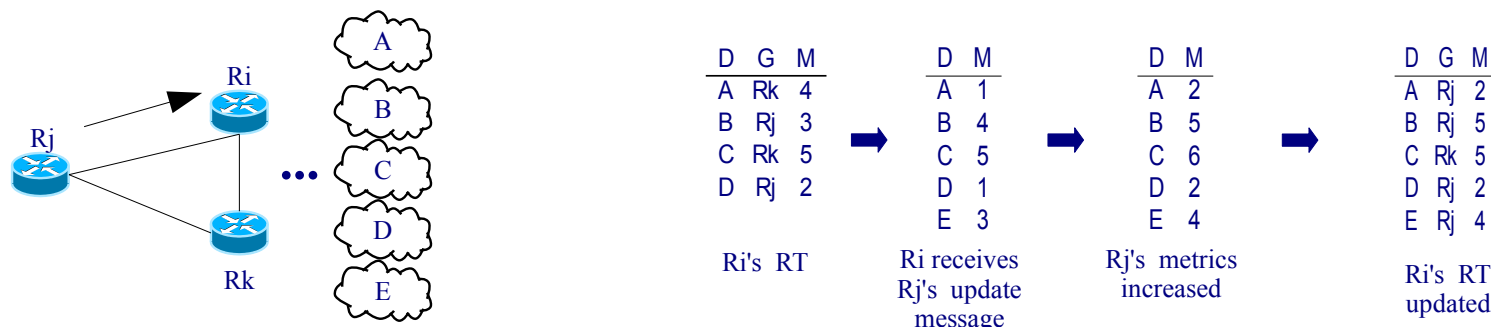 A
B
C
D
E
Ri
Rj
Rk
D G M
A Rk 4
B Rj 3
C Rk 5
D Rj 2
Ri's RT
D M
A 1
B 4
C 5
D 1
E 3
Ri receives
Rj's update
message
D M
A 2
B 5
C 6
D 2
E 4
Rj's metrics
increased
D G M
A Rj 2
B Rj 5
C Rk 5
D Rj 2
E Rj 4
Ri's RT
updated